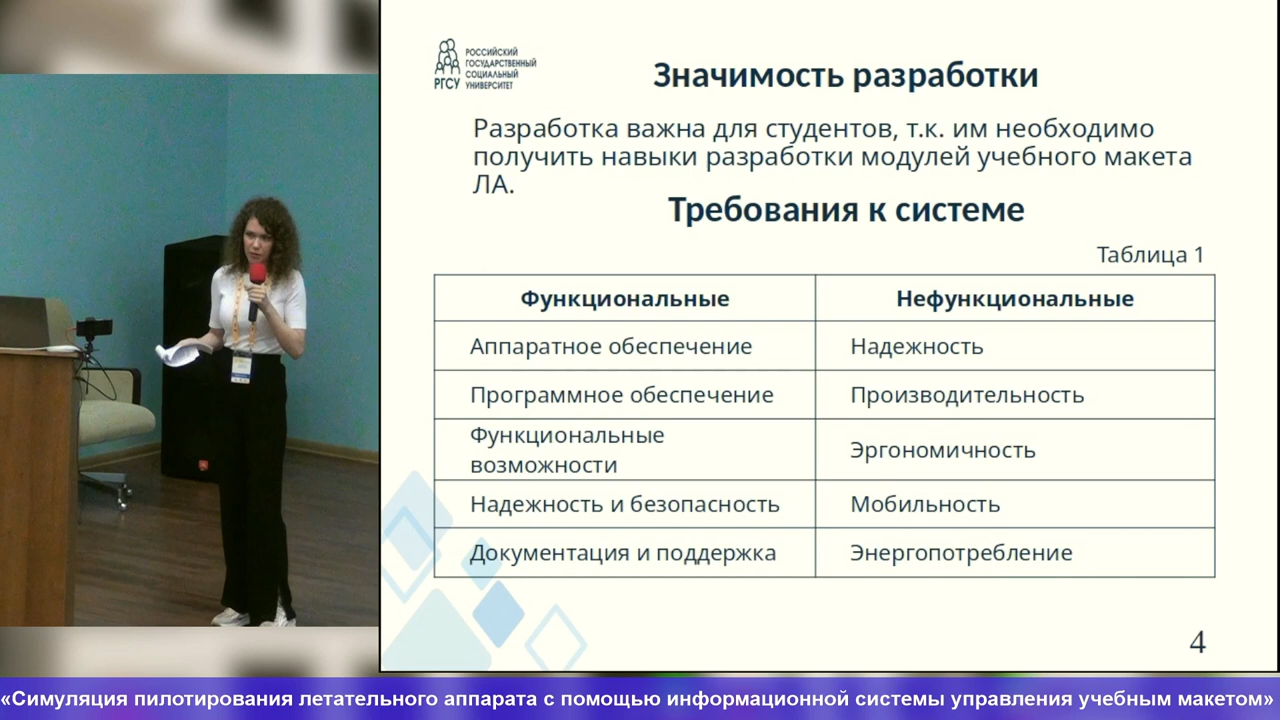 РОССИЙСКИЙ
ГОСУДАРСТВЕННЫЙ
СОЦИАЛЬНЫЙ
РГСУ УНИВЕРСИТЕТ
Значимость разработки
Разработка важна для студентов, т.к. им необходимо
получить навыки разработки модулей учебного макета
ЛА.
Требования к системе
Таблица 1
Функциональные Нефункциональные
Аппаратное обеспечение Надежность
Программное обеспечение Производительность
Функциональные
возможности Эргономичность
Надежность и безопасность Мобильность
Документация и поддержка Энергопотребление
4
«Симуляция пилотирования летательного аппарата с помощью информационной системы управления учебным макетом»